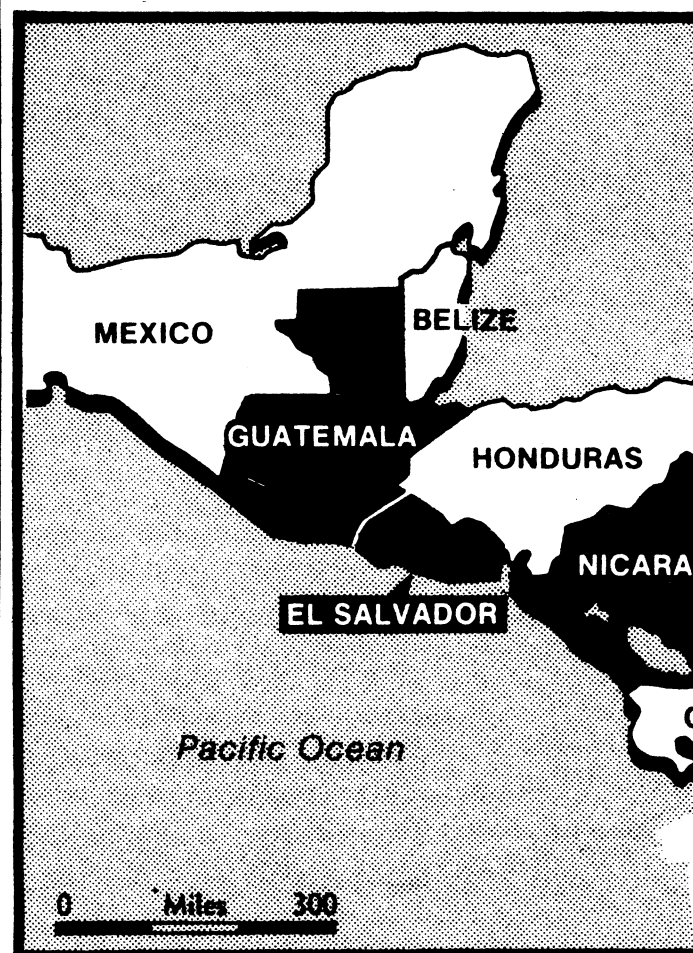 MEXICO
BELIZE
GUATEMALA
HONDURAS
NICARA
EL SALVADOR
C
Pacific Ocean
0 Miles 300